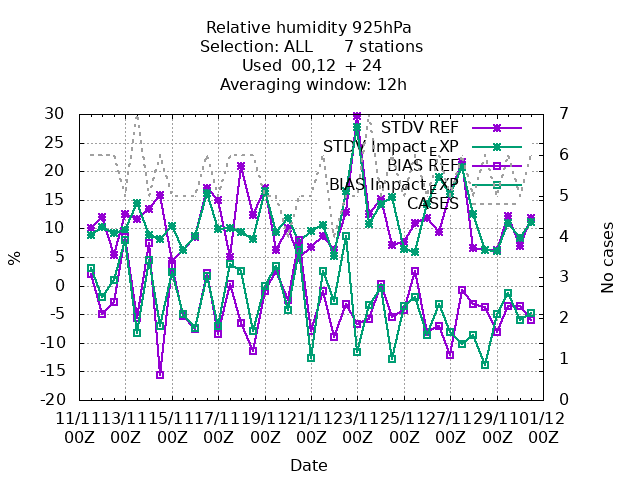 Relative humidity 925hPa
Selection: ALL 7 stations
Used 00,12 + 24
Averaging window: 12h
30 7
STDV REF
25
STDV Impact_EXP
6
BIAS REF
20
BIAS Impact_EXP
15 5
CASES
10 4
5
0 3
-5 2
-10
-15 1
-20 0
%
No cases
11/11 13/11 15/11 17/11 19/11 21/11 23/11 25/11 27/11 29/11 01/12
00Z 00Z 00Z 00Z 00Z 00Z 00Z 00Z 00Z 00Z 00Z
Date